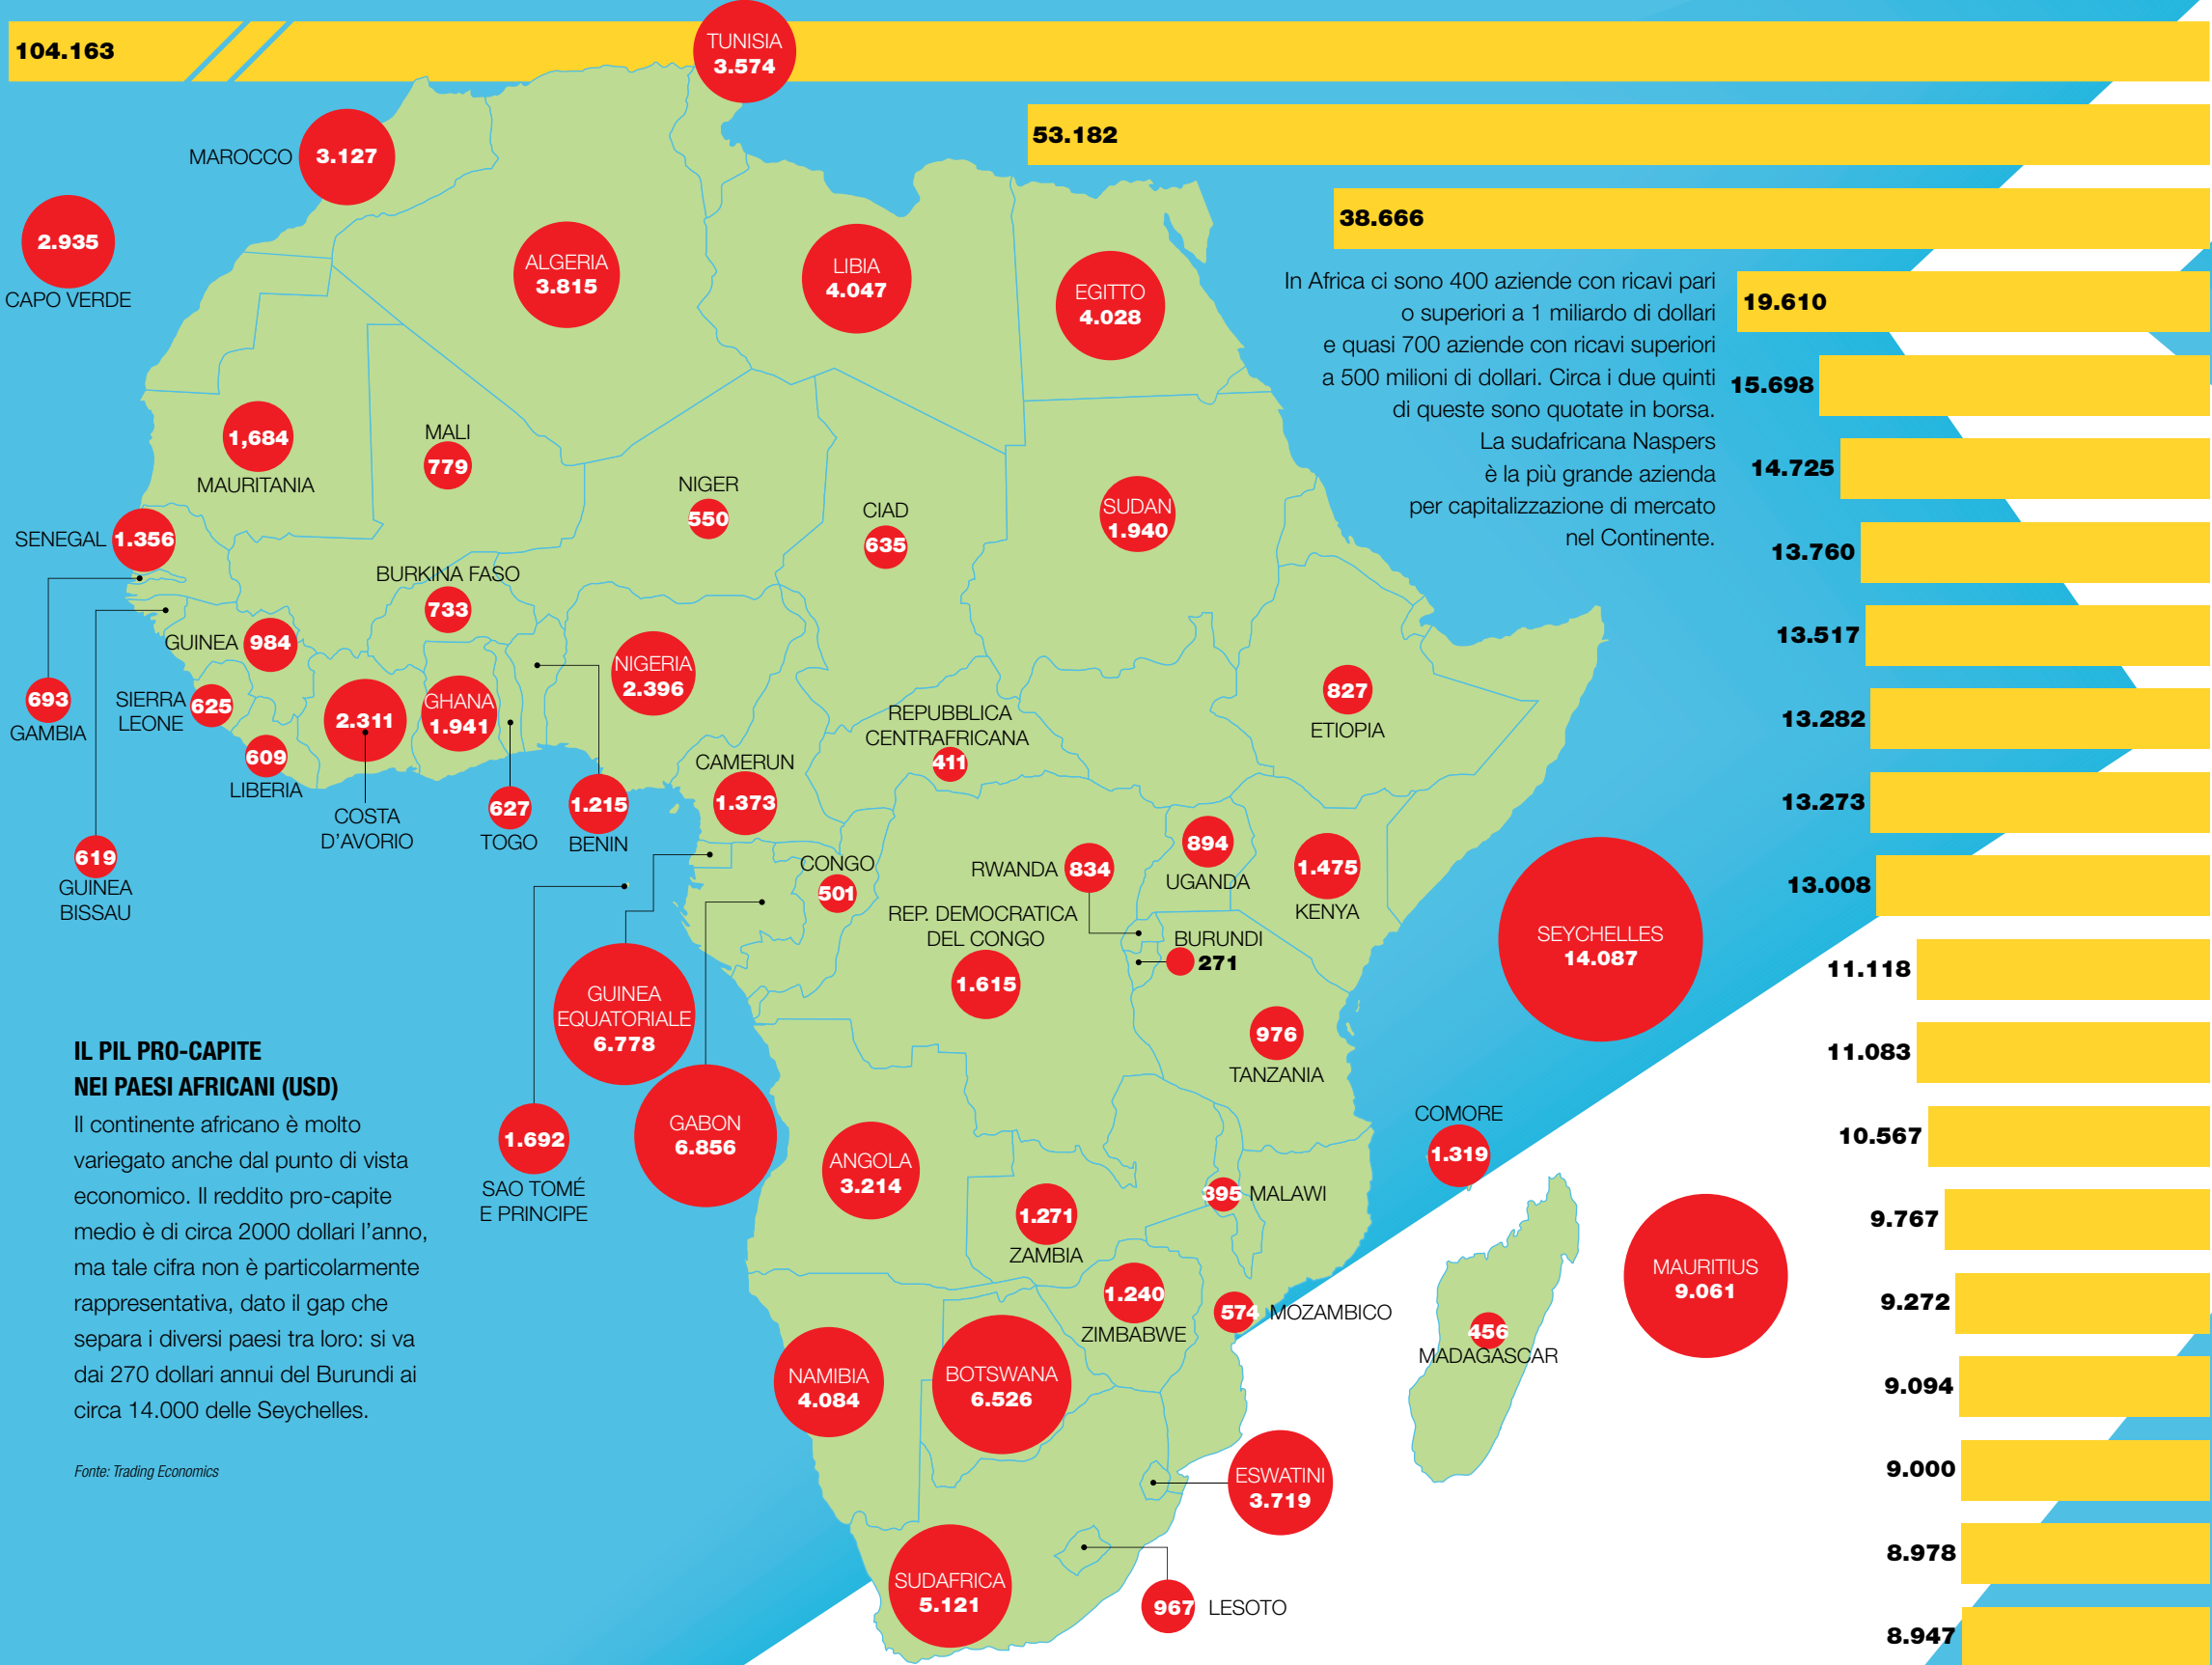 104.163
TUNISIA
3.574
53.182
MAROCCO
3.127
38.666
2.935
CAPO VERDE
ALGERIA
3.815
LIBIA
4.047
EGITTO
4.028
In Africa ci sono 400 aziende con ricavi pari
o superiori a 1 miliardo di dollari
e quasi 700 aziende con ricavi superiori
a 500 milioni di dollari. Circa i due quinti
di queste sono quotate in borsa.
La sudafricana Naspers
è la più grande azienda
per capitalizzazione di mercato
nel Continente.
19.610
15.698
14.725
13.760
13.517
13.282
13.273
13.008
11.118
11.083
10.567
9.767
9.272
9.094
9.000
8.978
8.947
1,684
MAURITANIA
MALI
779
NIGER
550
CIAD
635
SUDAN
1.940
SENEGAL
1.356
BURKINA FASO
733
GUINEA
984
693
GAMBIA
SIERRA
LEONE
625
609
LIBERIA
2.311
COSTA
D’AVORIO
GHANA
1.941
NIGERIA
2.396
627
TOGO
1.215
BENIN
619
GUINEA
BISSAU
REPUBBLICA
CENTRAFRICANA
411
827
ETIOPIA
CAMERUN
1.373
CONGO
501
RWANDA
834
894
UGANDA
1.475
KENYA
REP. DEMOCRATICA
DEL CONGO
1.615
BURUNDI
271
SEYCHELLES
14.087
GUINEA
EQUATORIALE
6.778
976
TANZANIA
GABON
6.856
1.692
SAO TOMÉ
E PRINCIPE
COMORE
1.319
ANGOLA
3.214
1.271
ZAMBIA
395
MALAWI
1.240
ZIMBABWE
574
MOZAMBICO
456
MADAGASCAR
MAURITIUS
9.061
NAMIBIA
4.084
BOTSWANA
6.526
ESWATINI
3.719
SUDAFRICA
5.121
967
LESOTO
IL PIL PRO-CAPITE
NEI PAESI AFRICANI (USD)
Il continente africano è molto
variegato anche dal punto di vista
economico. Il reddito pro-capite
medio è di circa 2000 dollari l’anno,
ma tale cifra non è particolarmente
rappresentativa, dato il gap che
separa i diversi paesi tra loro: si va
dai 270 dollari annui del Burundi ai
circa 14.000 delle Seychelles.
Fonte: Trading Economics